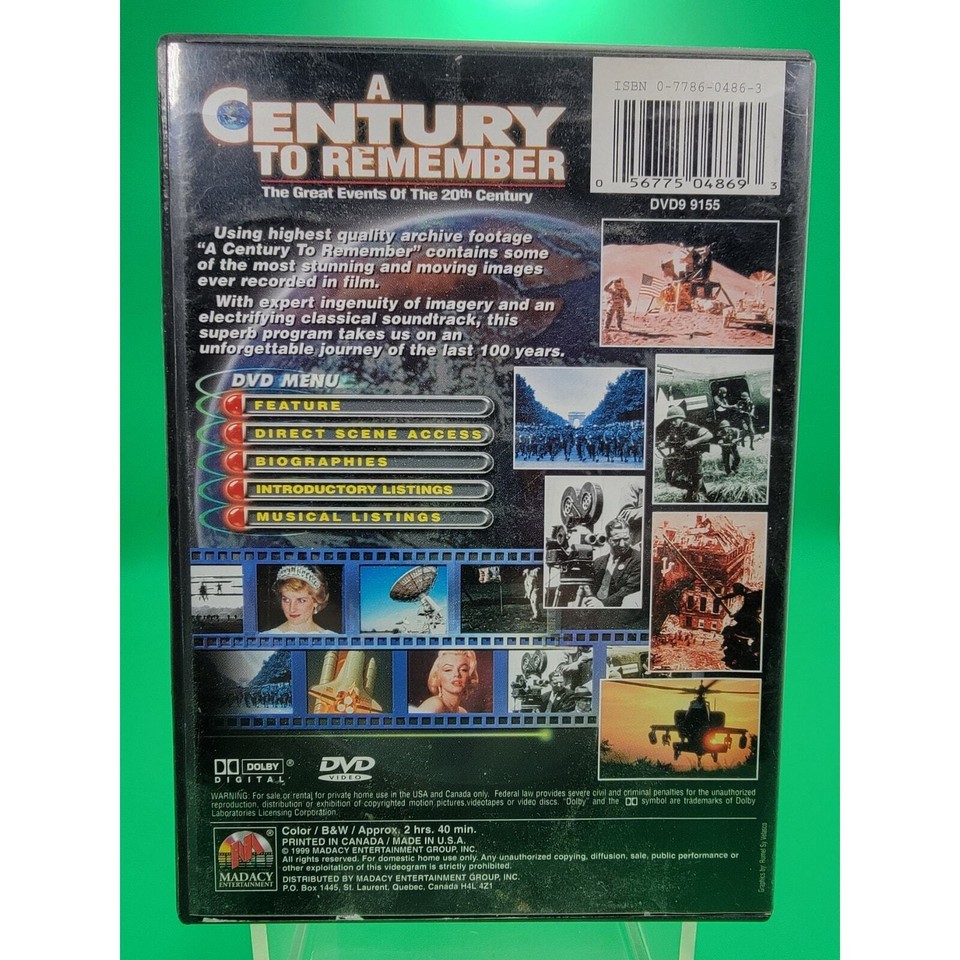 A
CENTURY
TO REMEMBER
The Great Events Of The 20th Century
ISBN 0-7786-0486-3
0 56775 04869 3
DVD9 9155
Using highest quality archive footage
“A Century To Remember” contains some
of the most stunning and moving images
ever recorded in film.
With expert ingenuity of imagery and an
electrifying classical soundtrack, this
superb program takes us on an
unforgettable journey of the last 100 years.
DVD MENU
FEATURE
DIRECT SCENE ACCESS
BIOGRAPHIES
INTRODUCTORY LISTINGS
MUSICAL LISTINGS
DOLBY ®
DIGITAL
DVD
VIDEO
WARNING: For sale or rental for private home use in the USA and Canada only. Federal law provides severe civil and criminal penalties for the unauthorized
reproduction, distribution or exhibition of copyrighted motion pictures,videotapes or video discs. "Dolby" and the symbol are trademarks of Dolby
Laboratories Licensing Corporation.
®
MADACY
ENTERTAINMENT
Color / B&W / Approx. 2 hrs. 40 min.
PRINTED IN CANADA / MADE IN U.S.A.
© 1999 MADACY ENTERTAINMENT GROUP, INC.
All rights reserved. For domestic home use only. Any unauthorized copying, diffusion, sale, public performance or
other exploitation of this videogram is strictly prohibited.
DISTRIBUTED BY MADACY ENTERTAINMENT GROUP, INC.
P.O. Box 1445, St. Laurent, Quebec, Canada H4L 4Z1